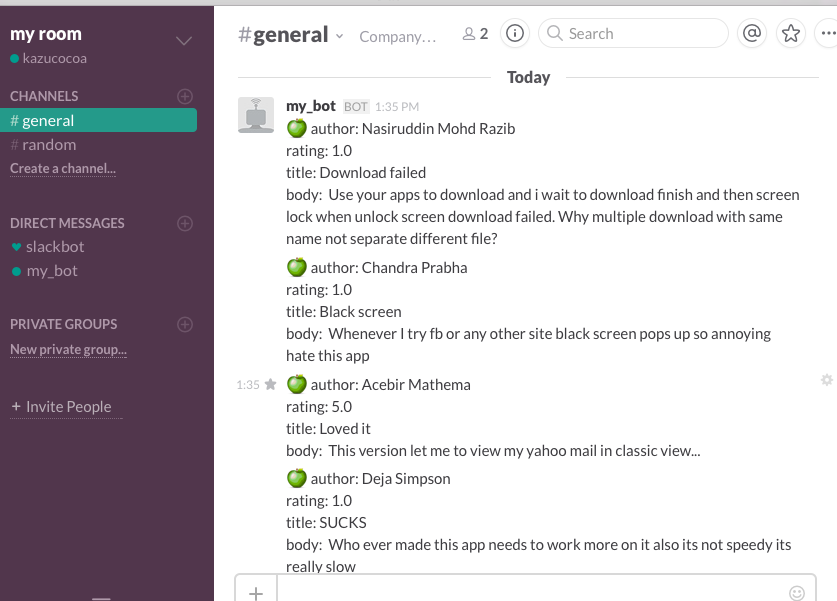 my room
kazucocoa
CHANNELS
# general
# random
Create a channel...
DIRECT MESSAGES
slackbot
my_bot
PRIVATE GROUPS
New private group...
+ Invite People
#general
Company…
2
Search
Today
my_bot BOT 1:35 PM
author: Nasiruddin Mohd Razib
rating: 1.0
title: Download failed
body: Use your apps to download and i wait to download finish and then screen
lock when unlock screen download failed. Why multiple download with same
name not separate different file?
author: Chandra Prabha
rating: 1.0
title: Black screen
body: Whenever I try fb or any other site black screen pops up so annoying
hate this app
1:35 author: Acebir Mathema
rating: 5.0
title: Loved it
body: This version let me to view my yahoo mail in classic view...
author: Deja Simpson
rating: 1.0
title: SUCKS
body: Who ever made this app needs to work more on it also its not speedy its
really slow